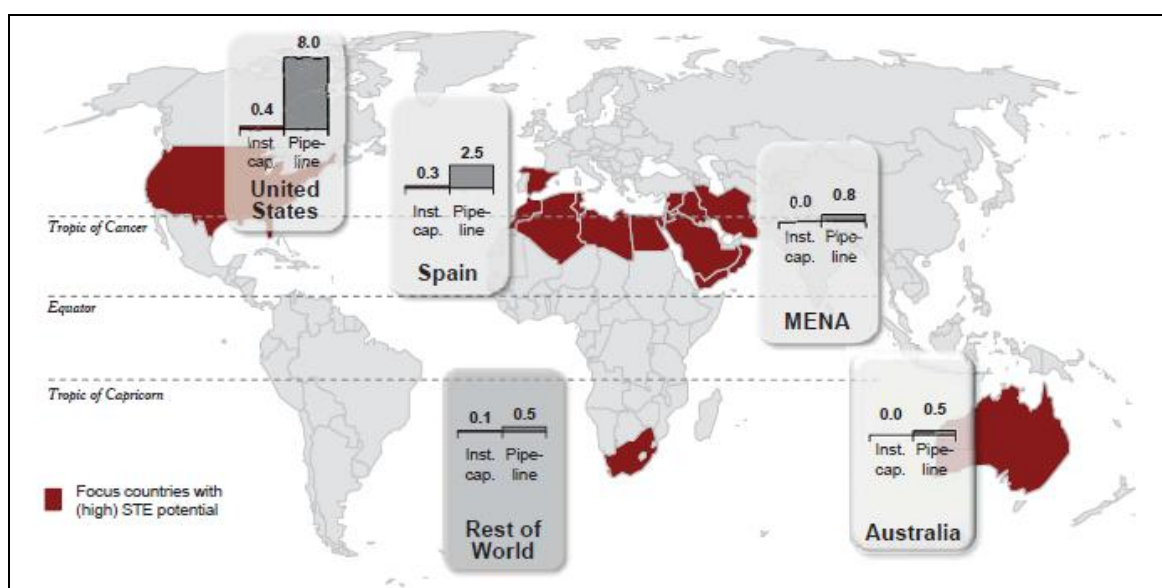 8.0
0.4
Inst. Pipe-
cap. line
United
States
2.5
0.3
Inst. Pipe-
cap. line
Spain
0.8
0.0
Inst. Pipe-
cap. line
MENA
Tropic of Cancer
Equator
Tropic of Capricorn
0.1 0.5
Inst. Pipe-
cap. line
Rest of
World
0.0 0.5
Inst. Pipe-
cap. line
Australia
Focus countries with
(high) STE potential